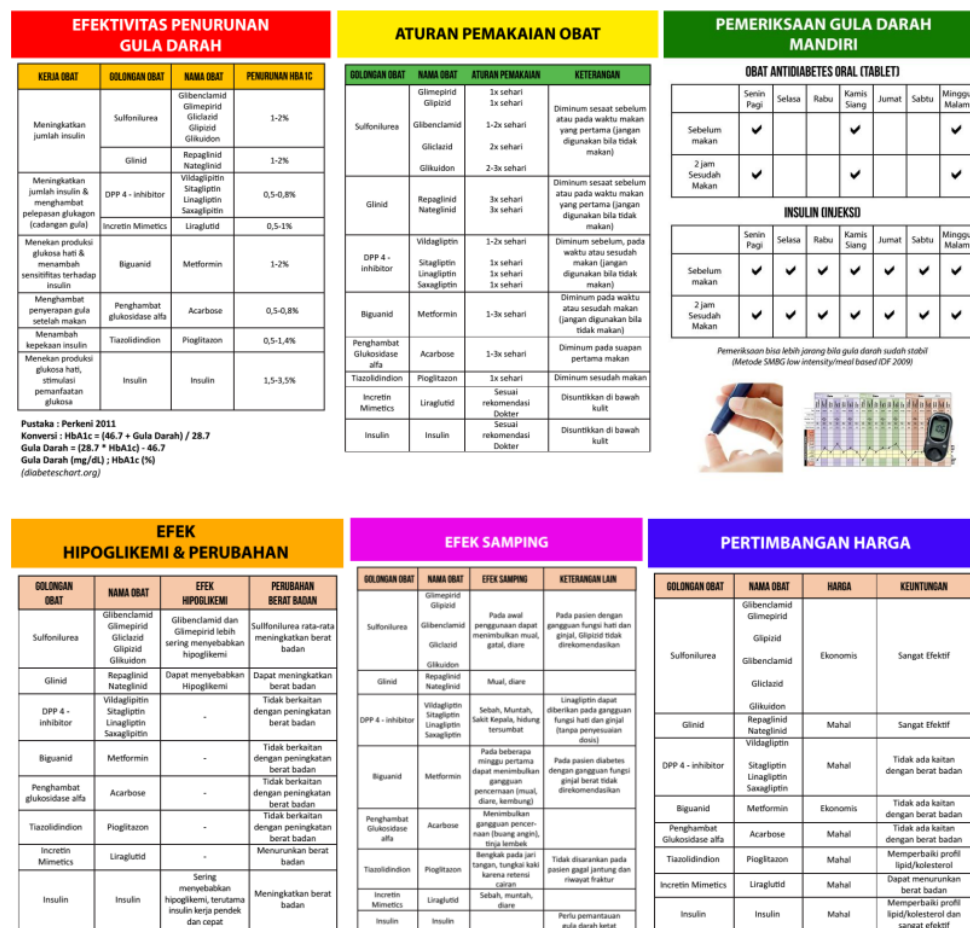 EFEKTIVITAS PENURUNAN
GULA DARAH
KERJA OBAT GOLONGAN OBAT NAMA OBAT PENURUNAN HBA1C
Meningkatkan
jumlah insulin
Sulfonilurea
Glibenclamid
Glimepirid
Gliclazid
Glipizid
Glikuidon
1-2%
Glinid
Repaglinid
Nateglinid
1-2%
Meningkatkan
jumlah insulin &
menghambat
pelepasan glukagon
(cadangan gula)
DPP 4 - inhibitor
Vildaglipitin
Sitagliptin
Linagliptin
Saxaglipitin
0,5-0,8%
Incretin Mimetics Liraglutid 0,5-1%
Menekan produksi
glukosa hati &
menambah
sensitifitas terhadap
insulin
Biguanid Metformin 1-2%
Menghambat
penyerapan gula
setelah makan
Penghambat
glukosidase alfa
Acarbose 0,5-0,8%
Menambah
kepekaan insulin
Tiazolidindion Pioglitazon 0,5-1,4%
Menekan produksi
glukosa hati,
stimulasi
pemanfaatan
glukosa
Insulin Insulin 1,5-3,5%
Pustaka : Perkeni 2011
Konversi : HbA1c = (46.7 + Gula Darah) / 28.7
Gula Darah = (28.7 * HbA1c) - 46.7
Gula Darah (mg/dL) ; HbA1c (%)
(diabeteschart.org)
ATURAN PEMAKAIAN OBAT
GOLONGAN OBAT NAMA OBAT ATURAN PEMAKAIAN KETERANGAN
Sulfonilurea
Glimepirid 1x sehari
Glipizid 1x sehari
Glibenclamid 1-2x sehari
Gliclazid 2x sehari
Glikuidon 2-3x sehari
Diminum sesaat sebelum
atau pada waktu makan
yang pertama (jangan
digunakan bila tidak
makan)
Glinid
Repaglinid 3x sehari
Nateglinid 3x sehari
Diminum sesaat sebelum
atau pada waktu makan
yang pertama (jangan
digunakan bila tidak
makan)
DPP 4 -
inhibitor
Vildagliptin 1-2x sehari
Sitagliptin 1x sehari
Linagliptin 1x sehari
Saxagliptin 1x sehari
Diminum sebelum, pada
waktu atau sesudah
makan (jangan
digunakan bila tidak
makan)
Biguanid Metformin 1-3x sehari
Diminum pada waktu
atau sesudah makan
(jangan digunakan bila
tidak makan)
Penghambat
Glukosidase
alfa
Acarbose 1-3x sehari
Diminum pada suapan
pertama makan
Tiazolidindion Pioglitazon 1x sehari Diminum sesudah makan
Incretin
Mimetics
Liraglutid
Sesuai
rekomendasi
Dokter
Disuntikkan di bawah
kulit
Insulin Insulin
Sesuai
rekomendasi
Dokter
Disuntikkan di bawah
kulit
PEMERIKSAAN GULA DARAH
MANDIRI
OBAT ANTIDIABETES ORAL (TABLET)
Senin Pagi Selasa Rabu Kamis Siang Jumat Sabtu Minggu Malam
Sebelum
makan
✔ ✔ ✔
2 jam
Sesudah
Makan
✔ ✔ ✔
INSULIN (INJEKSI)
Senin Pagi Selasa Rabu Kamis Siang Jumat Sabtu Minggu Malam
Sebelum
makan
✔ ✔ ✔ ✔ ✔ ✔ ✔
2 jam
Sesudah
Makan
✔ ✔ ✔ ✔ ✔ ✔ ✔
Pemeriksaan bisa lebih jarang bila gula darah sudah stabil
(Metode SMBG low intensity/meal based IDF 2009)
EFEK
HIPOGLIKEMI & PERUBAHAN
GOLONGAN OBAT NAMA OBAT EFEK HIPOGLIKEMI PERUBAHAN BERAT BADAN
Sulfonilurea
Glibenclamid
Glimepirid
Gliclazid
Glipizid
Glikuidon
Glibenclamid dan
Glimepirid lebih
sering menyebabkan
hipoglikemi
Sullfonilurea rata-rata
meningkatkan berat
badan
Glinid
Repaglinid
Nateglinid
Dapat menyebabkan
Hipoglikemi
Dapat meningkatkan
berat badan
DPP 4 -
inhibitor
Vildaglipitin
Sitagliptin
Linagliptin
Saxaglipitin
-
Tidak berkaitan
dengan peningkatan
berat badan
Biguanid Metformin -
Tidak berkaitan
dengan peningkatan
berat badan
Penghambat
glukosidase alfa
Acarbose -
Tidak berkaitan
dengan peningkatan
berat badan
Tiazolidindion Pioglitazon -
Tidak berkaitan
dengan peningkatan
berat badan
Incretin
Mimetics
Liraglutid -
Menurunkan berat
badan
Insulin Insulin
Sering
menyebabkan
hipoglikemi, terutama
insulin kerja pendek
dan cepat
Meningkatkan berat
badan
EFEK SAMPING
GOLONGAN OBAT NAMA OBAT EFEK SAMPING KETERANGAN LAIN
Sulfonilurea
Glimepirid
Glipizid
Glibenclamid
Gliclazid
Glikuidon
Pada awal
penggunaan dapat
menimbulkan mual,
gatal, diare
Pada pasien dengan
gangguan fungsi hati dan
ginjal, Glipizid tidak
direkomendasikan
Glinid
Repaglinid
Nateglinid
Mual, diare
DPP 4 - inhibitor
Vildagliptin
Sitagliptin
Linagliptin
Saxagliptin
Sebah, Muntah,
Sakit Kepala, hidung
tersumbat
Linagliptin dapat
diberikan pada gangguan
fungsi hati dan ginjal
(tanpa penyesuaian
dosis)
Biguanid Metformin
Pada beberapa
minggu pertama
dapat menimbulkan
gangguan
pencernaan (mual,
diare, kembung)
Pada pasien diabetes
dengan gangguan fungsi
ginjal berat tidak
direkomendasikan
Penghambat
Glukosidase
alfa
Acarbose
Menimbulkan
gangguan pencer-
naan (buang angin),
tinja lembek
Tiazolidindion Pioglitazon
Bengkak pada jari
tangan, tungkai kaki
karena retensi
cairan
Tidak disarankan pada
pasien gagal jantung dan
riwayat fraktur
Incretin
Mimetics
Liraglutid
Sebah, muntah,
diare
Insulin Insulin
Perlu pemantauan
gula darah ketat
PERTIMBANGAN HARGA
GOLONGAN OBAT NAMA OBAT HARGA KEUNTUNGAN
Sulfonilurea
Glibenclamid
Glimepirid
Glipizid
Glibenclamid
Gliclazid
Glikuidon
Ekonomis Sangat Efektif
Glinid
Repaglinid
Nateglinid
Mahal Sangat Efektif
DPP 4 - inhibitor
Vildagliptin
Sitagliptin
Linagliptin
Saxagliptin
Mahal
Tidak ada kaitan
dengan berat badan
Biguanid Metformin Ekonomis
Tidak ada kaitan
dengan berat badan
Penghambat
Glukosidase alfa
Acarbose Mahal
Tidak ada kaitan
dengan berat badan
Tiazolidindion Pioglitazon Mahal
Memperbaiki profil
lipid/kolesterol
Incretin Mimetics Liraglutid Mahal
Dapat menurunkan
berat badan
Insulin Insulin Mahal
Memperbaiki profil
lipid/kolesterol dan
sangat efektif